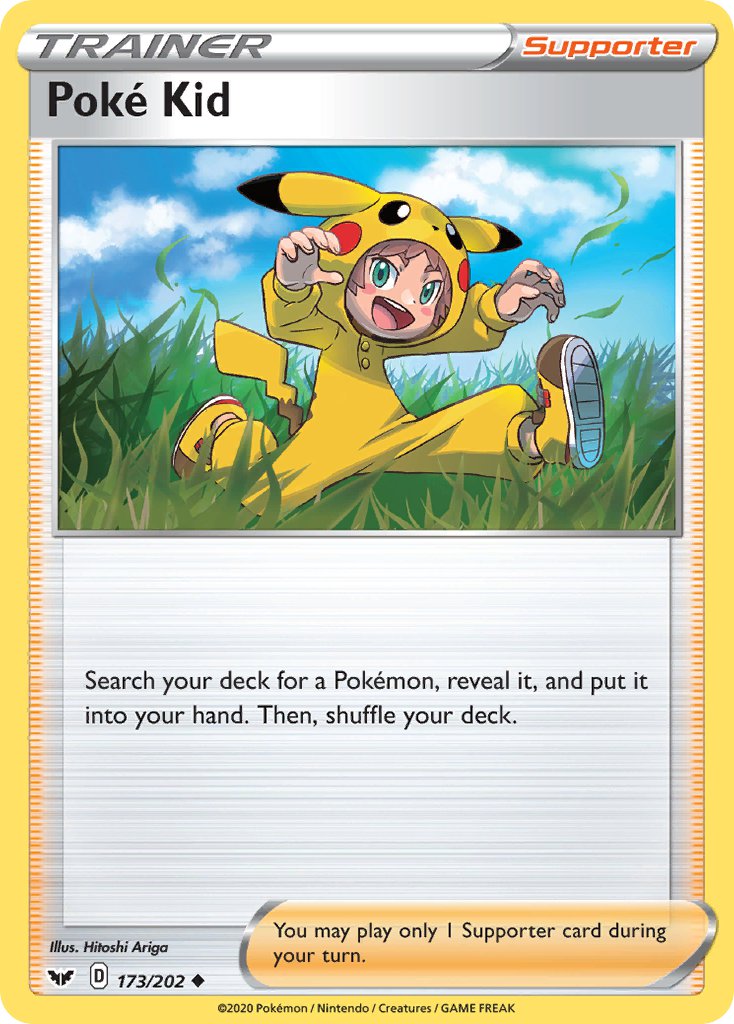 TRAINER
Supporter
Poké Kid
Search your deck for a Pokémon, reveal it, and put it
into your hand. Then, shuffle your deck.
You may play only 1 Supporter card during
your turn.
Illus. Hitoshi Ariga
D 173/202
©2020 Pokémon / Nintendo / Creatures / GAME FREAK